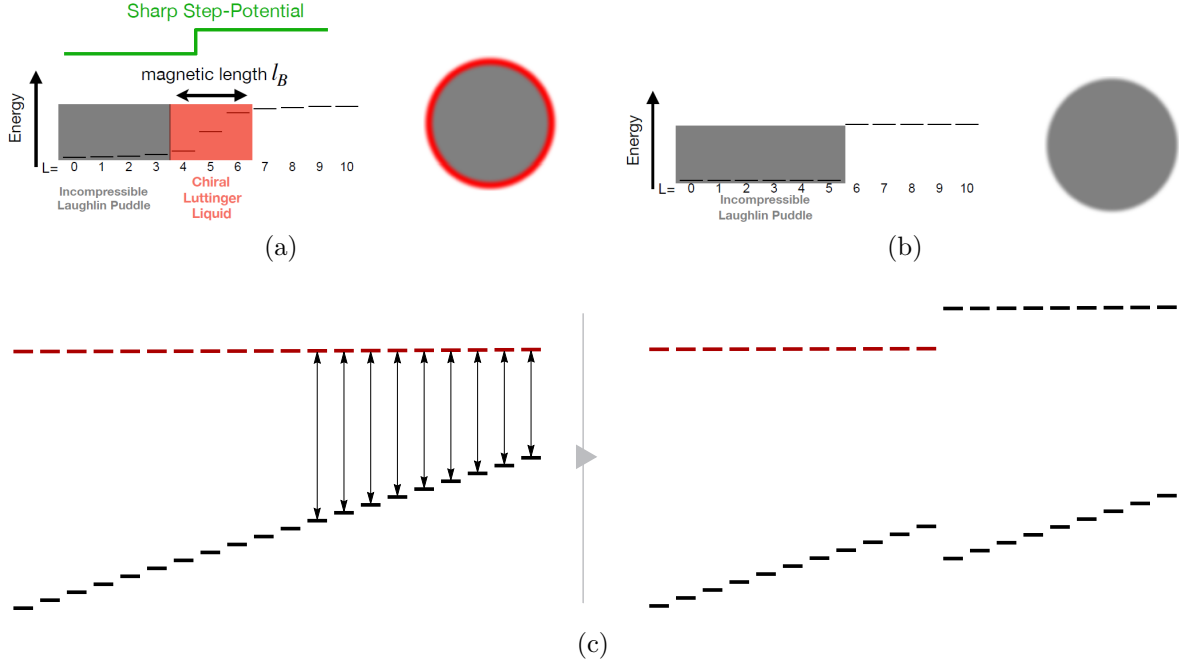 Sharp Step-Potential
magnetic length l_B
Energy
L= 0 1 2 3 4 5 6 7 8 9 10
Incompressible
Laughlin Puddle
Chiral
Luttinger
Liquid
(a)
Energy
L= 0 1 2 3 4 5 6 7 8 9 10
Incompressible
Laughlin Puddle
(b)
(c)